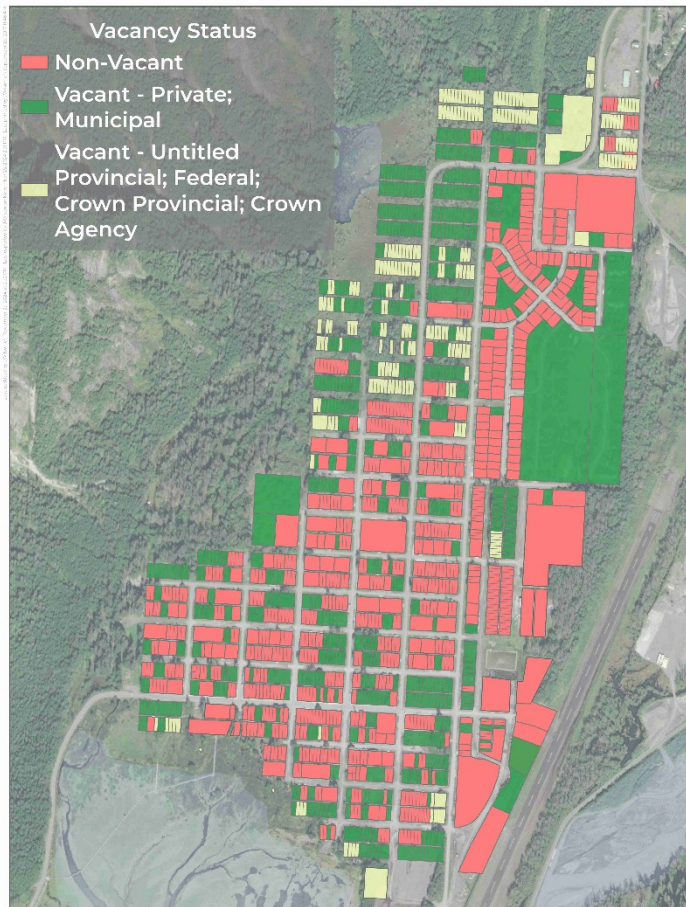 Vacancy Status
Non-Vacant
Vacant - Private;
Municipal
Vacant - Untitled
Provincial; Federal;
Crown Provincial; Crown
Agency